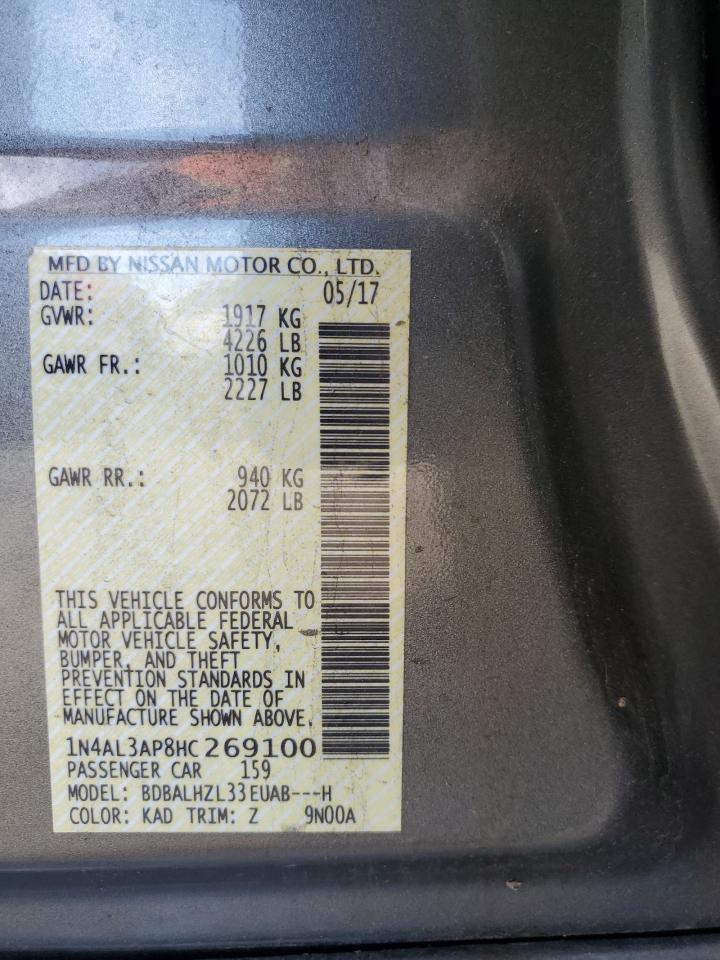 MFD BY NISSAN MOTOR CO., LTD.
DATE: 05/17
GVWR: 1917 KG
4226 LB
GAWR FR.: 1010 KG
2227 LB
GAWR RR.: 940 KG
2072 LB
THIS VEHICLE CONFORMS TO
ALL APPLICABLE FEDERAL
MOTOR VEHICLE SAFETY,
BUMPER, AND THEFT
PREVENTION STANDARDS IN
EFFECT ON THE DATE OF
MANUFACTURE SHOWN ABOVE.
1N4AL3AP8HC269100
PASSENGER CAR 159
MODEL: BDBALHZL33EUAB---H
COLOR: KAD TRIM: Z 9N00A